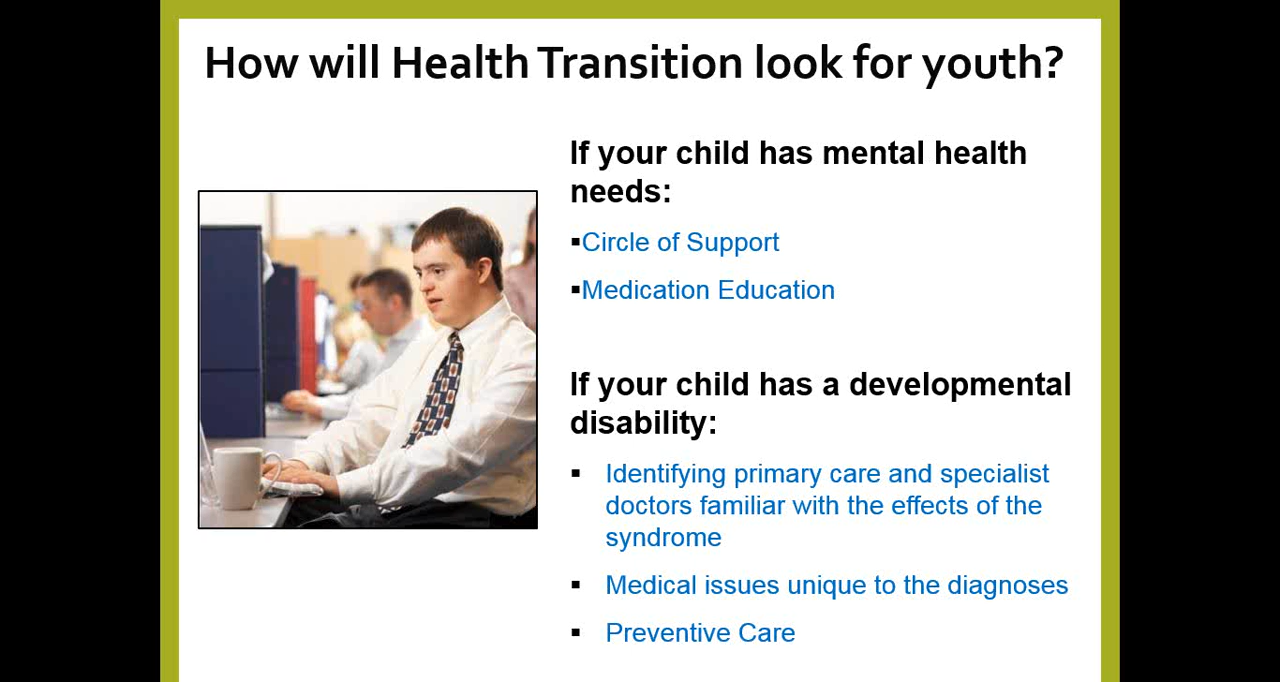 How will Health Transition look for youth?
If your child has mental health
needs:
▪Circle of Support
▪Medication Education
If your child has a developmental
disability:
▪ Identifying primary care and specialist
doctors familiar with the effects of the
syndrome
▪ Medical issues unique to the diagnoses
▪ Preventive Care